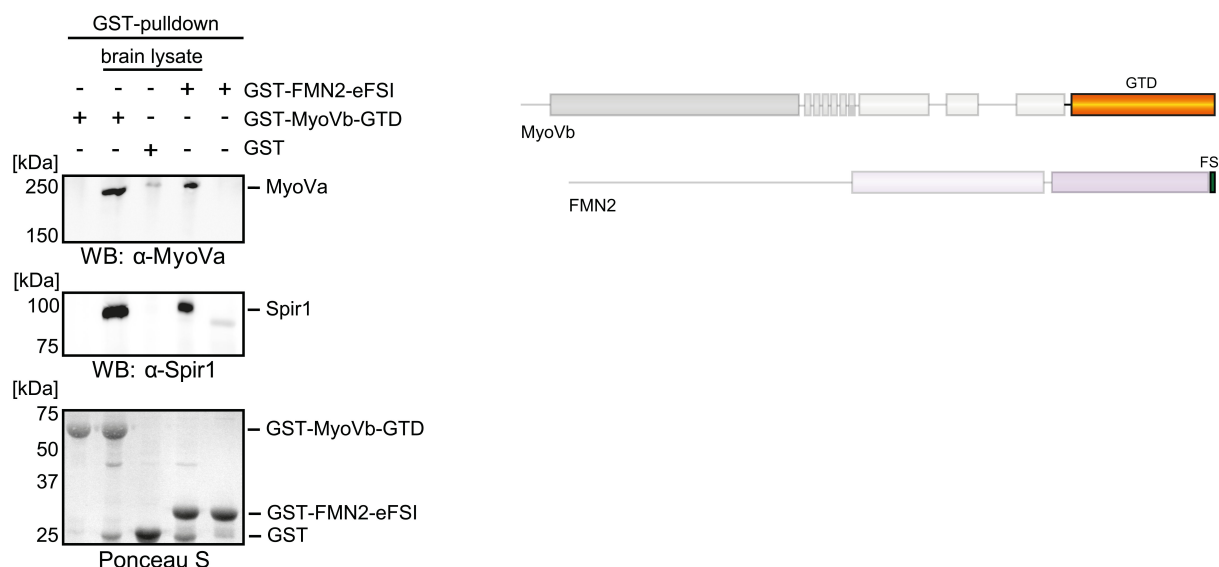 GST-pulldown
brain lysate
- - - + + GST-FMN2-eFSI
+ + - - - GST-MyoVb-GTD
- - + - - GST
[kDa]
250 – MyoVa
150
WB: α-MyoVa
[kDa]
100 – Spir1
75
WB: α-Spir1
[kDa]
75
– GST-MyoVb-GTD
50
37
– GST-FMN2-eFSI
25 – GST
Ponceau S
GTD
MyoVb
FS
FMN2